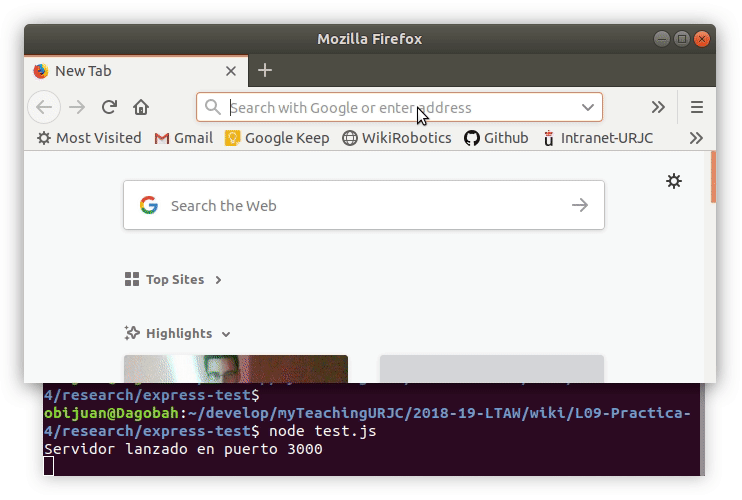 Mozilla Firefox
New Tab
Search with Google or enter address
Most Visited Gmail Google Keep WikiRobotics Github Intranet-URJC
Search the Web
Top Sites
Highlights
4/research/express-test$
obijuan@Dagobah:~/develop/myTeachingURJC/2018-19-LTAW/wiki/L09-Practica-
4/research/express-test$ node test.js
Servidor lanzado en puerto 3000